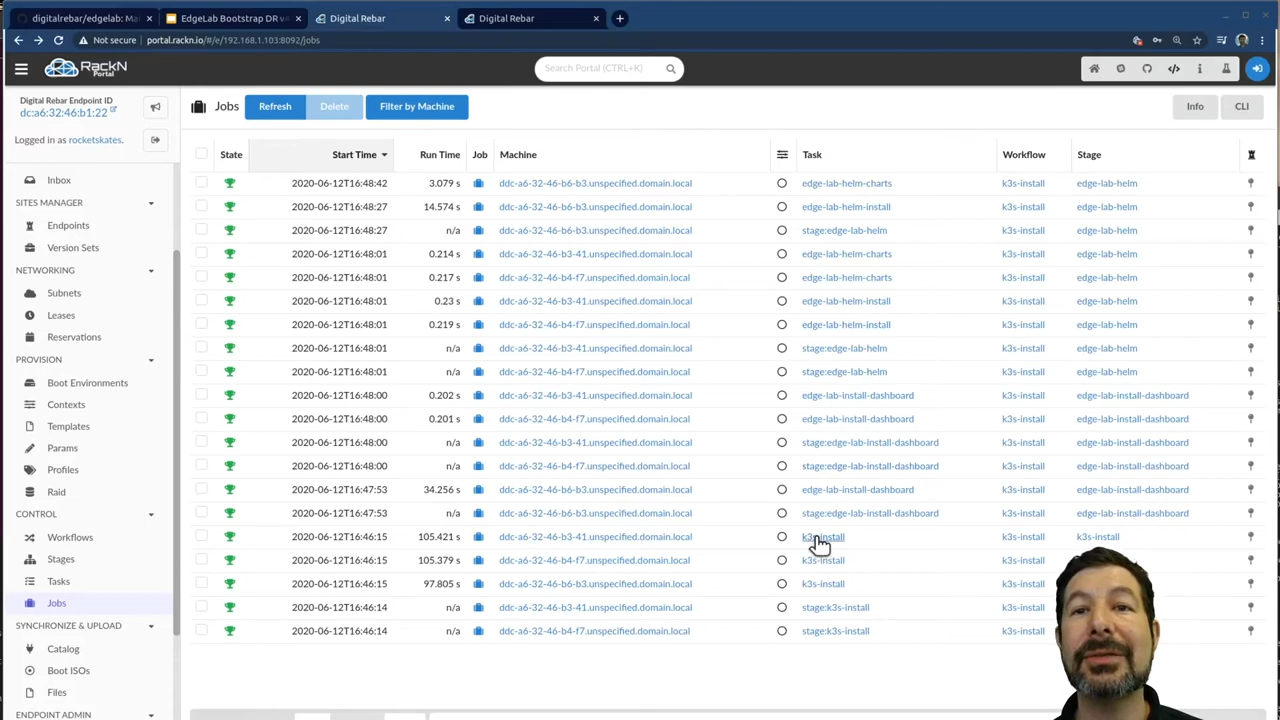 digitalrebar/edgelab: Ma
EdgeLab Bootstrap DR v4
Digital Rebar
Digital Rebar
Not secure portal.rackn.io/#/e/192.168.1.103:8092/jobs
RackN Portal
Search Portal (CTRL+K)
Digital Rebar Endpoint ID
dc:a6:32:46:b1:22
Logged in as rocketskates.
Inbox
SITES MANAGER
Endpoints
Version Sets
NETWORKING
Subnets
Leases
Reservations
PROVISION
Boot Environments
Contexts
Templates
Params
Profiles
Raid
CONTROL
Workflows
Stages
Tasks
Jobs
SYNCHRONIZE & UPLOAD
Catalog
Boot ISOs
Files
ENDPOINT ADMIN
Jobs Refresh Delete Filter by Machine Info CLI
State Start Time Run Time Job Machine Task Workflow Stage
2020-06-12T16:48:42 3.079 s ddc-a6-32-46-b6-b3.unspecified.domain.local edge-lab-helm-charts k3s-install edge-lab-helm
2020-06-12T16:48:27 14.574 s ddc-a6-32-46-b6-b3.unspecified.domain.local edge-lab-helm-install k3s-install edge-lab-helm
2020-06-12T16:48:27 n/a ddc-a6-32-46-b6-b3.unspecified.domain.local stage:edge-lab-helm k3s-install edge-lab-helm
2020-06-12T16:48:01 0.214 s ddc-a6-32-46-b3-41.unspecified.domain.local edge-lab-helm-charts k3s-install edge-lab-helm
2020-06-12T16:48:01 0.217 s ddc-a6-32-46-b4-f7.unspecified.domain.local edge-lab-helm-charts k3s-install edge-lab-helm
2020-06-12T16:48:01 0.23 s ddc-a6-32-46-b3-41.unspecified.domain.local edge-lab-helm-install k3s-install edge-lab-helm
2020-06-12T16:48:01 0.219 s ddc-a6-32-46-b4-f7.unspecified.domain.local edge-lab-helm-install k3s-install edge-lab-helm
2020-06-12T16:48:01 n/a ddc-a6-32-46-b3-41.unspecified.domain.local stage:edge-lab-helm k3s-install edge-lab-helm
2020-06-12T16:48:01 n/a ddc-a6-32-46-b4-f7.unspecified.domain.local stage:edge-lab-helm k3s-install edge-lab-helm
2020-06-12T16:48:00 0.202 s ddc-a6-32-46-b3-41.unspecified.domain.local edge-lab-install-dashboard k3s-install edge-lab-install-dashboard
2020-06-12T16:48:00 0.201 s ddc-a6-32-46-b4-f7.unspecified.domain.local edge-lab-install-dashboard k3s-install edge-lab-install-dashboard
2020-06-12T16:48:00 n/a ddc-a6-32-46-b3-41.unspecified.domain.local stage:edge-lab-install-dashboard k3s-install edge-lab-install-dashboard
2020-06-12T16:48:00 n/a ddc-a6-32-46-b4-f7.unspecified.domain.local stage:edge-lab-install-dashboard k3s-install edge-lab-install-dashboard
2020-06-12T16:47:53 34.256 s ddc-a6-32-46-b6-b3.unspecified.domain.local edge-lab-install-dashboard k3s-install edge-lab-install-dashboard
2020-06-12T16:47:53 n/a ddc-a6-32-46-b6-b3.unspecified.domain.local stage:edge-lab-install-dashboard k3s-install edge-lab-install-dashboard
2020-06-12T16:46:15 105.421 s ddc-a6-32-46-b3-41.unspecified.domain.local k3s-install k3s-install k3s-install
2020-06-12T16:46:15 105.379 s ddc-a6-32-46-b4-f7.unspecified.domain.local k3s-install k3s-install
2020-06-12T16:46:15 97.805 s ddc-a6-32-46-b6-b3.unspecified.domain.local k3s-install k3s-install
2020-06-12T16:46:14 n/a ddc-a6-32-46-b3-41.unspecified.domain.local stage:k3s-install k3s-install
2020-06-12T16:46:14 n/a ddc-a6-32-46-b4-f7.unspecified.domain.local stage:k3s-install k3s-install